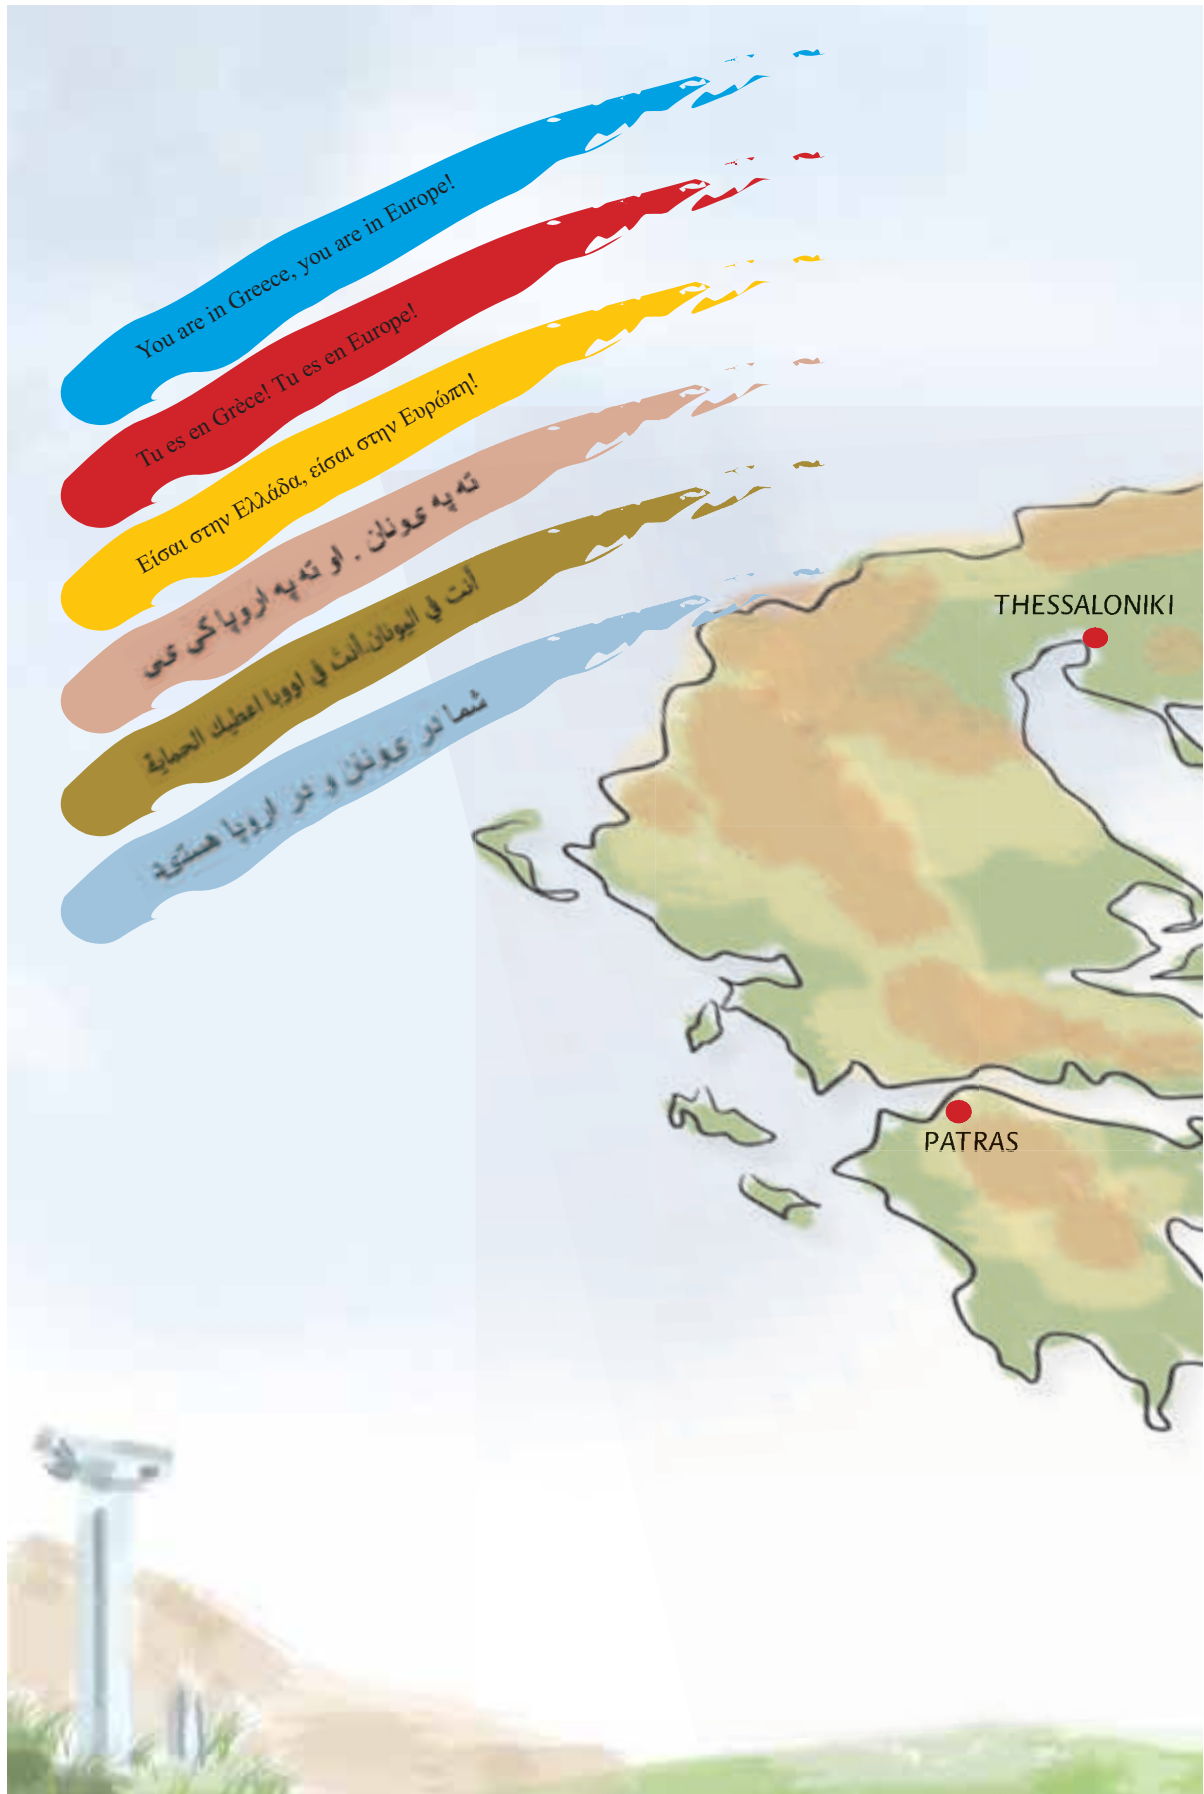 You are in Greece, you are in Europe!
Tu es en Grèce! Tu es en Europe!
Είσαι στην Ελλάδα, είσαι στην Ευρώπη!
ته په یونان . او ته په اروپا کي یی
أنت في اليونان.أنت في اووبا اعطيك الحماية
شما در یونان و در اروپا هستید
THESSALONIKI
PATRAS